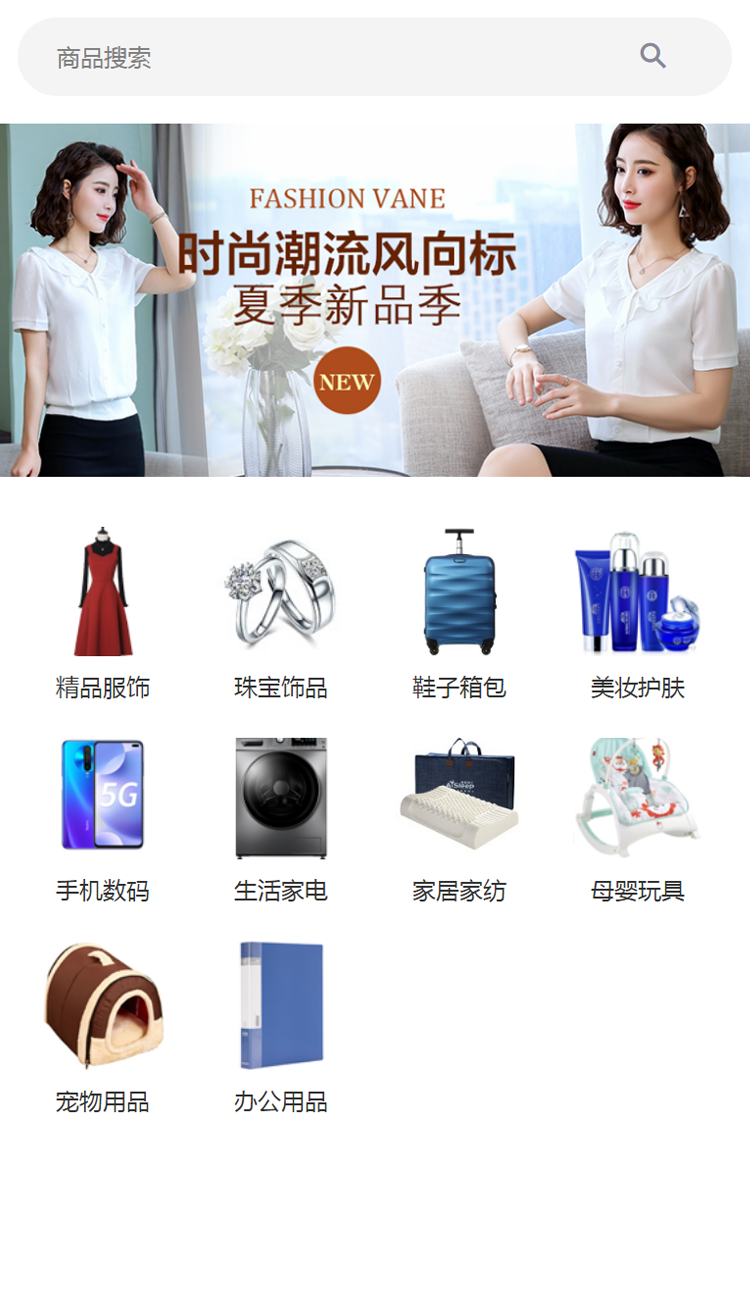 商品搜索
FASHION VANE
时尚潮流风向标
夏季新品季
NEW
精品服饰
珠宝饰品
鞋子箱包
美妆护肤
5G
手机数码
生活家电
家居家纺
母婴玩具
宠物用品
办公用品